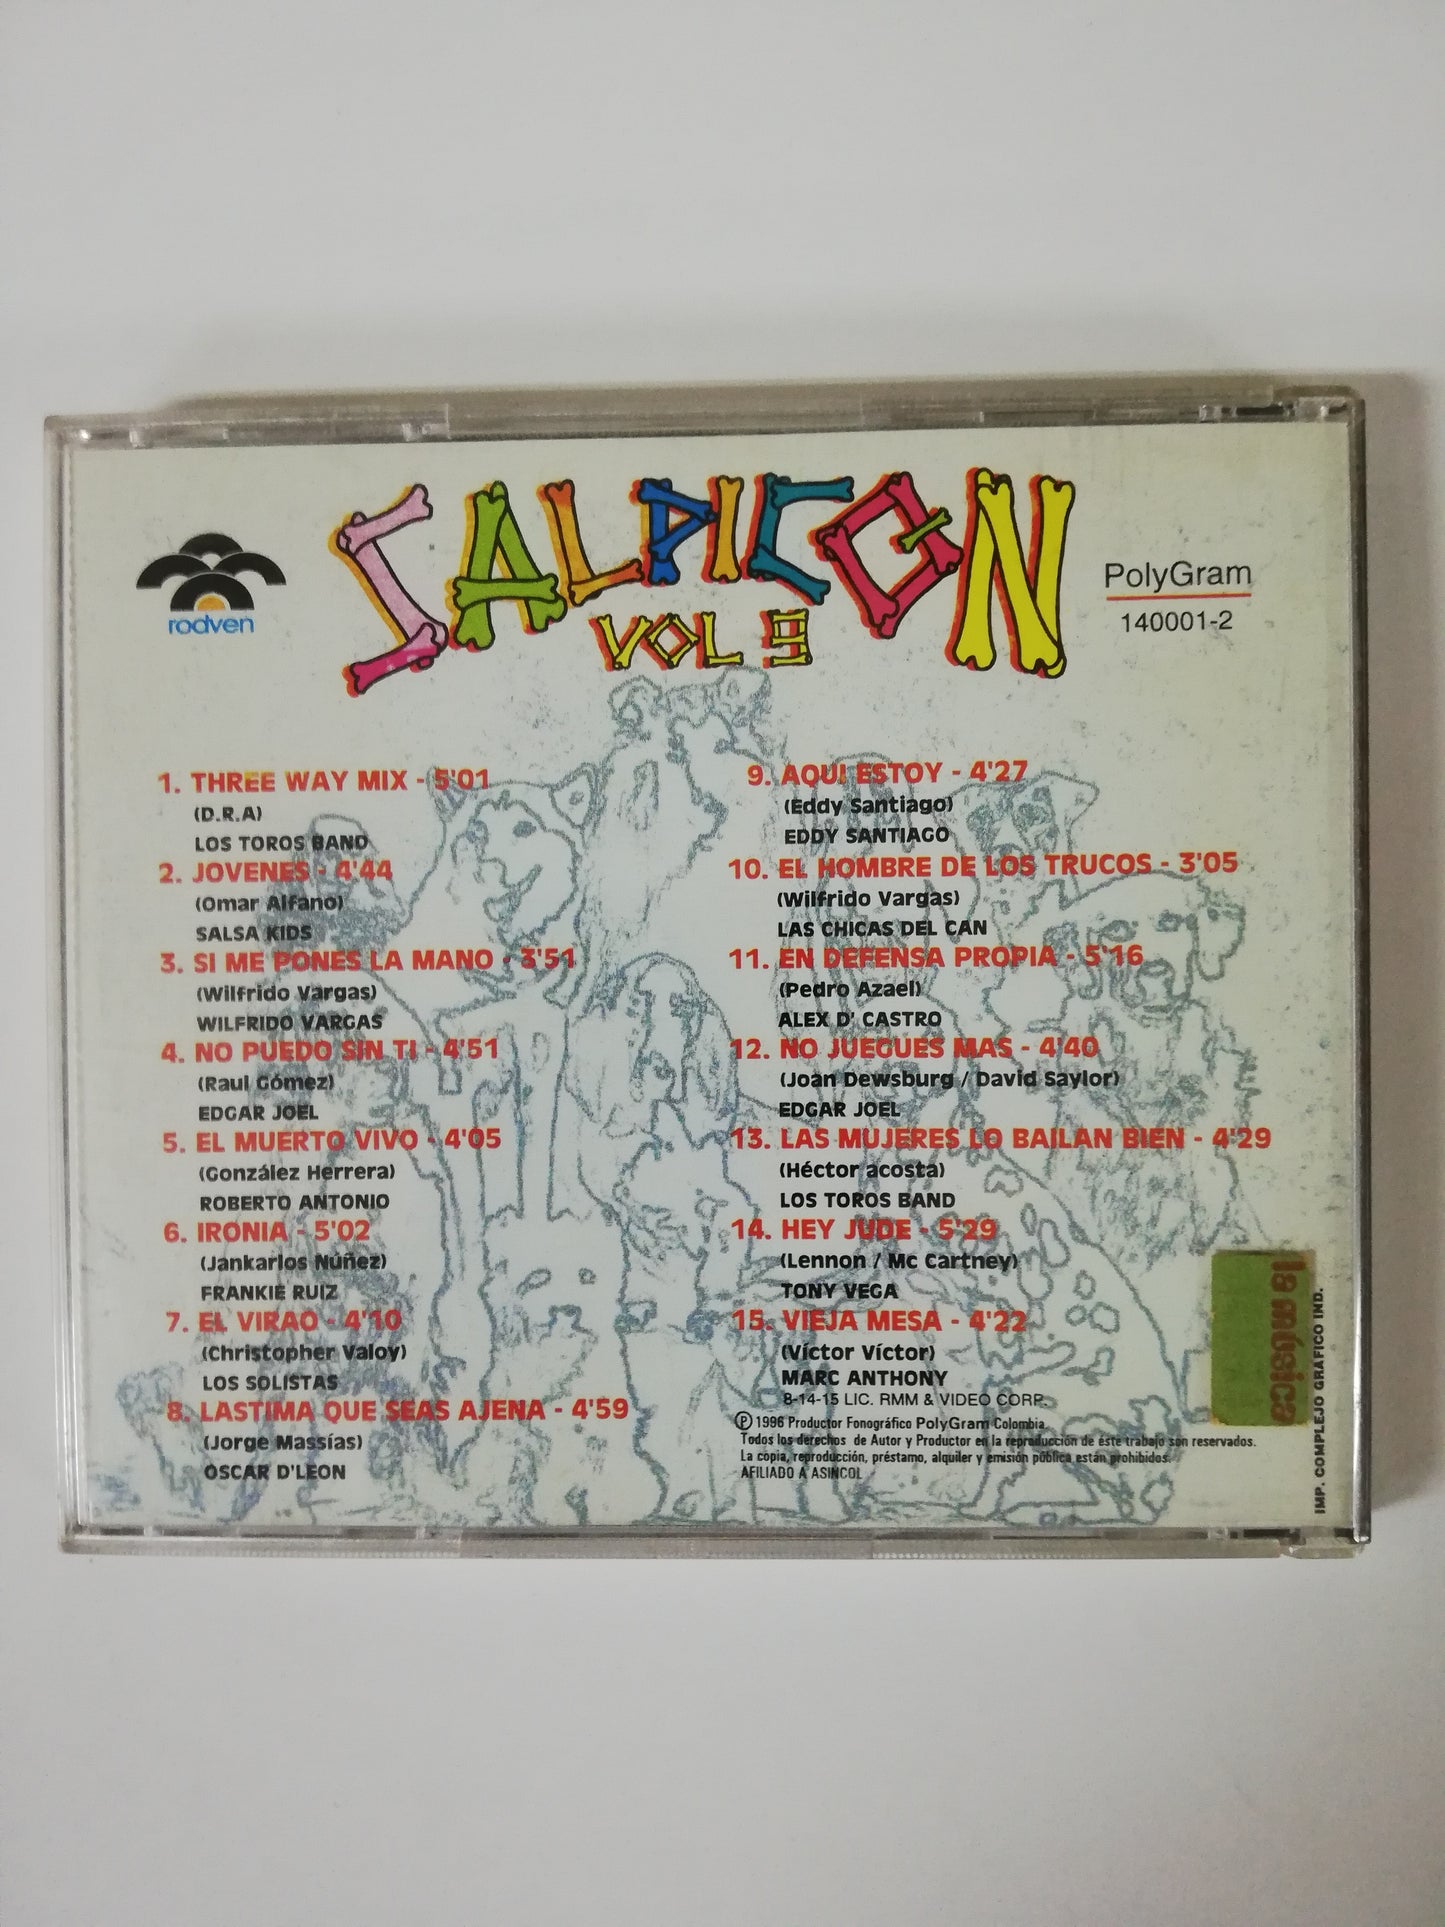 SALPICON
VOL 9
rodven
PolyGram
140001-2
1. THREE WAY MIX - 5'01
(D.R.A)
LOS TOROS BAND
2. JOVENES - 4'44
(Omar Alfano)
SALSA KIDS
3. SI ME PONES LA MANO - 3'51
(Wilfrido Vargas)
WILFRIDO VARGAS
4. NO PUEDO SIN TI - 4'51
(Raul Gómez)
EDGAR JOEL
5. EL MUERTO VIVO - 4'05
(González Herrera)
ROBERTO ANTONIO
6. IRONIA - 5'02
(Jankarlos Núñez)
FRANKIE RUIZ
7. EL VIRAO - 4'10
(Christopher Valoy)
LOS SOLISTAS
8. LASTIMA QUE SEAS AJENA - 4'59
(Jorge Massías)
OSCAR D'LEON
9. AQUI ESTOY - 4'27
(Eddy Santiago)
EDDY SANTIAGO
10. EL HOMBRE DE LOS TRUCOS - 3'05
(Wilfrido Vargas)
LAS CHICAS DEL CAN
11. EN DEFENSA PROPIA - 5'16
(Pedro Azael)
ALEX D' CASTRO
12. NO JUEGUES MAS - 4'40
(Joan Dewsburg / David Saylor)
EDGAR JOEL
13. LAS MUJERES LO BAILAN BIEN - 4'29
(Héctor acosta)
LOS TOROS BAND
14. HEY JUDE - 5'29
(Lennon / Mc Cartney)
TONY VEGA
15. VIEJA MESA - 4'22
(Víctor Víctor)
MARC ANTHONY
8-14-15 LIC. RMM & VIDEO CORP.
Ⓟ 1996 Productor Fonográfico PolyGram Colombia
Todos los derechos de Autor y Productor en la reproducción de éste trabajo son reservados.
La copia, reproducción, préstamo, alquiler y emisión pública están prohibidos.
AFILIADO A ASINCOL
la música
IMP. COMPLEJO GRAFICO IND.